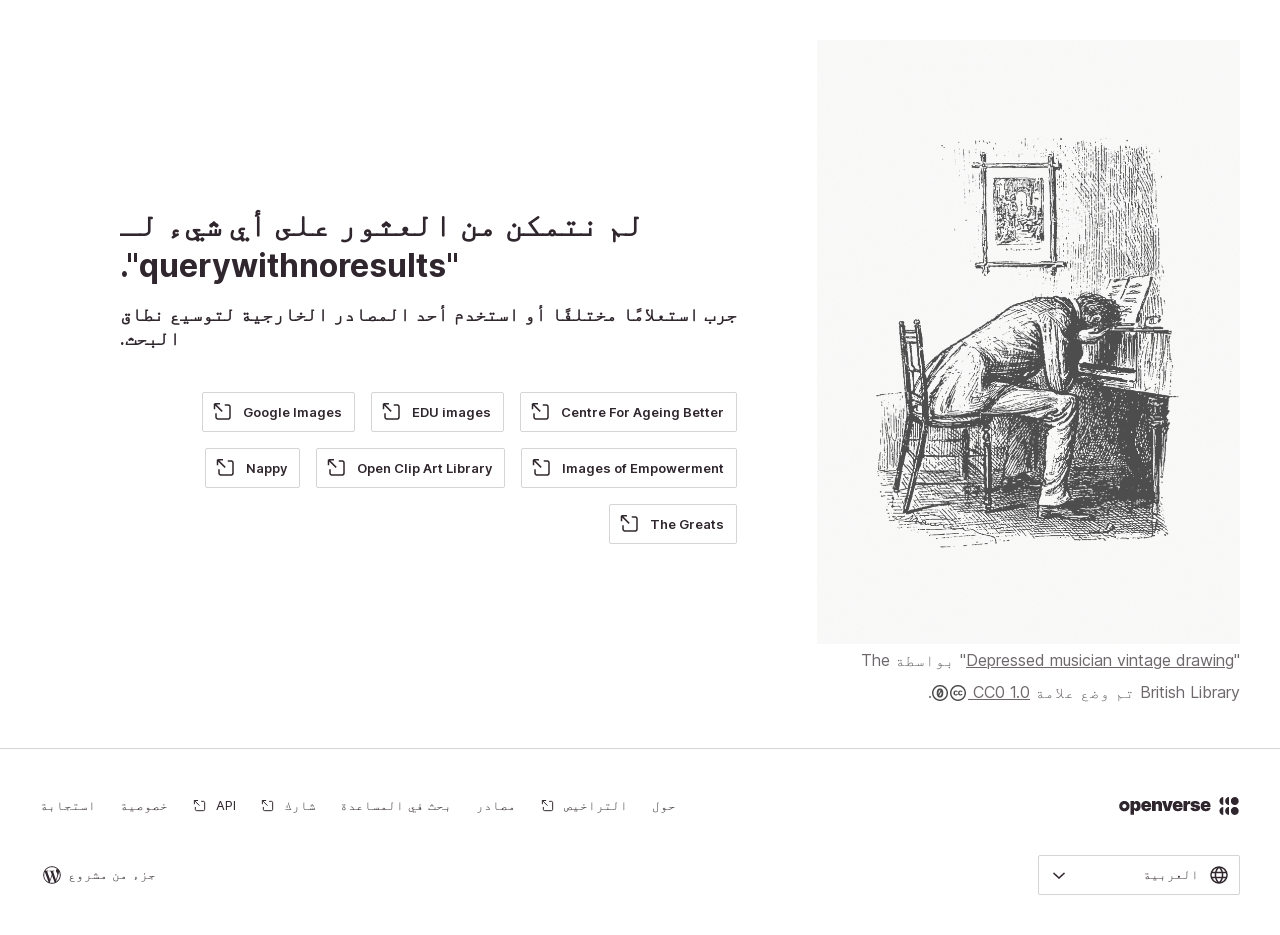 لم نتمكن من العثور على أي شيء لـ
"querywithnoresults".
جرب استعلامًا مختلفًا أو استخدم أحد المصادر الخارجية لتوسيع نطاق
البحث.
Centre For Ageing Better
EDU images
Google Images
Images of Empowerment
Open Clip Art Library
Nappy
The Greats
"Depressed musician vintage drawing" بواسطة The
British Library تم وضع علامة CC0 1.0.
openverse
حول
التراخيص
مصادر
بحث في المساعدة
شارك
API
خصوصية
استجابة
العربية
جزء من مشروع